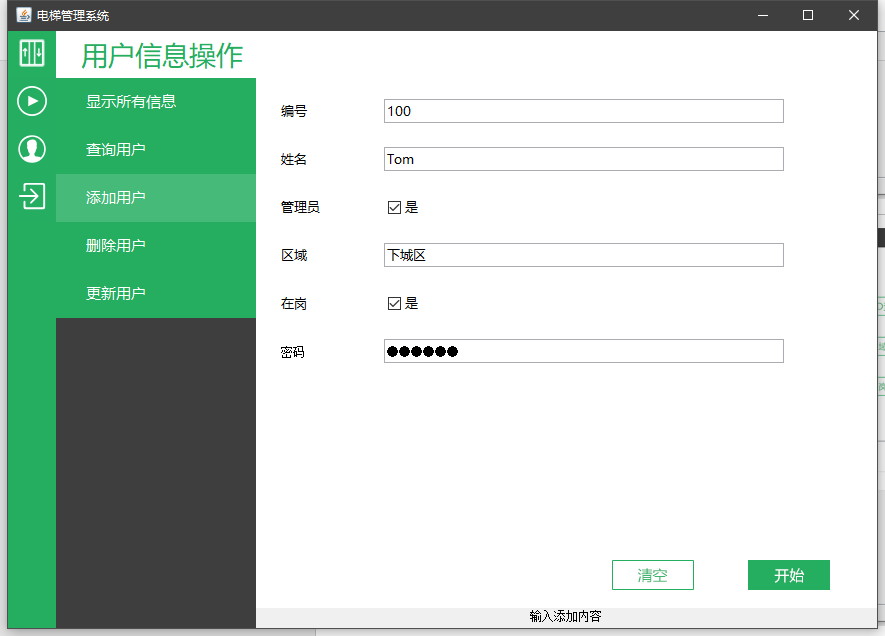 电梯管理系统
用户信息操作
显示所有信息
查询用户
添加用户
删除用户
更新用户
编号 100
姓名 Tom
管理员 是
区域 下城区
在岗 是
密码 ●●●●●●
清空 开始
输入添加内容